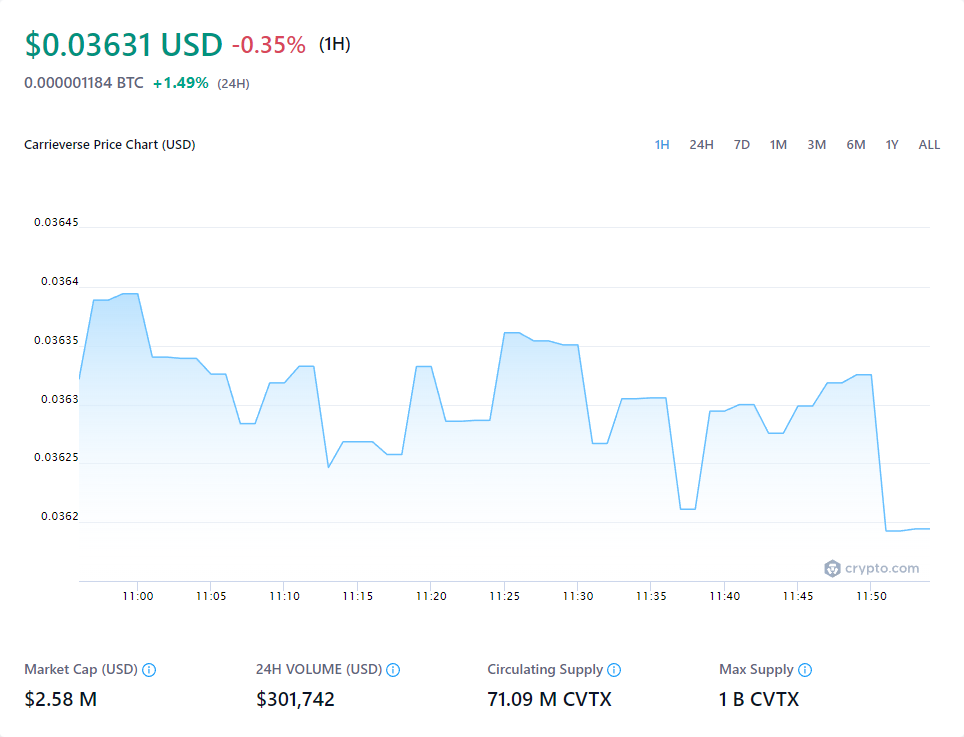 $0.03631 USD -0.35% (1H)
0.000001184 BTC +1.49% (24H)
Carrieverse Price Chart (USD) 1H 24H 7D 1M 3M 6M 1Y ALL
0.03645
0.0364
0.03635
0.0363
0.03625
0.0362
crypto.com
11:00 11:05 11:10 11:15 11:20 11:25 11:30 11:35 11:40 11:45 11:50
Market Cap (USD) 24H VOLUME (USD) Circulating Supply Max Supply
$2.58 M $301,742 71.09 M CVTX 1 B CVTX